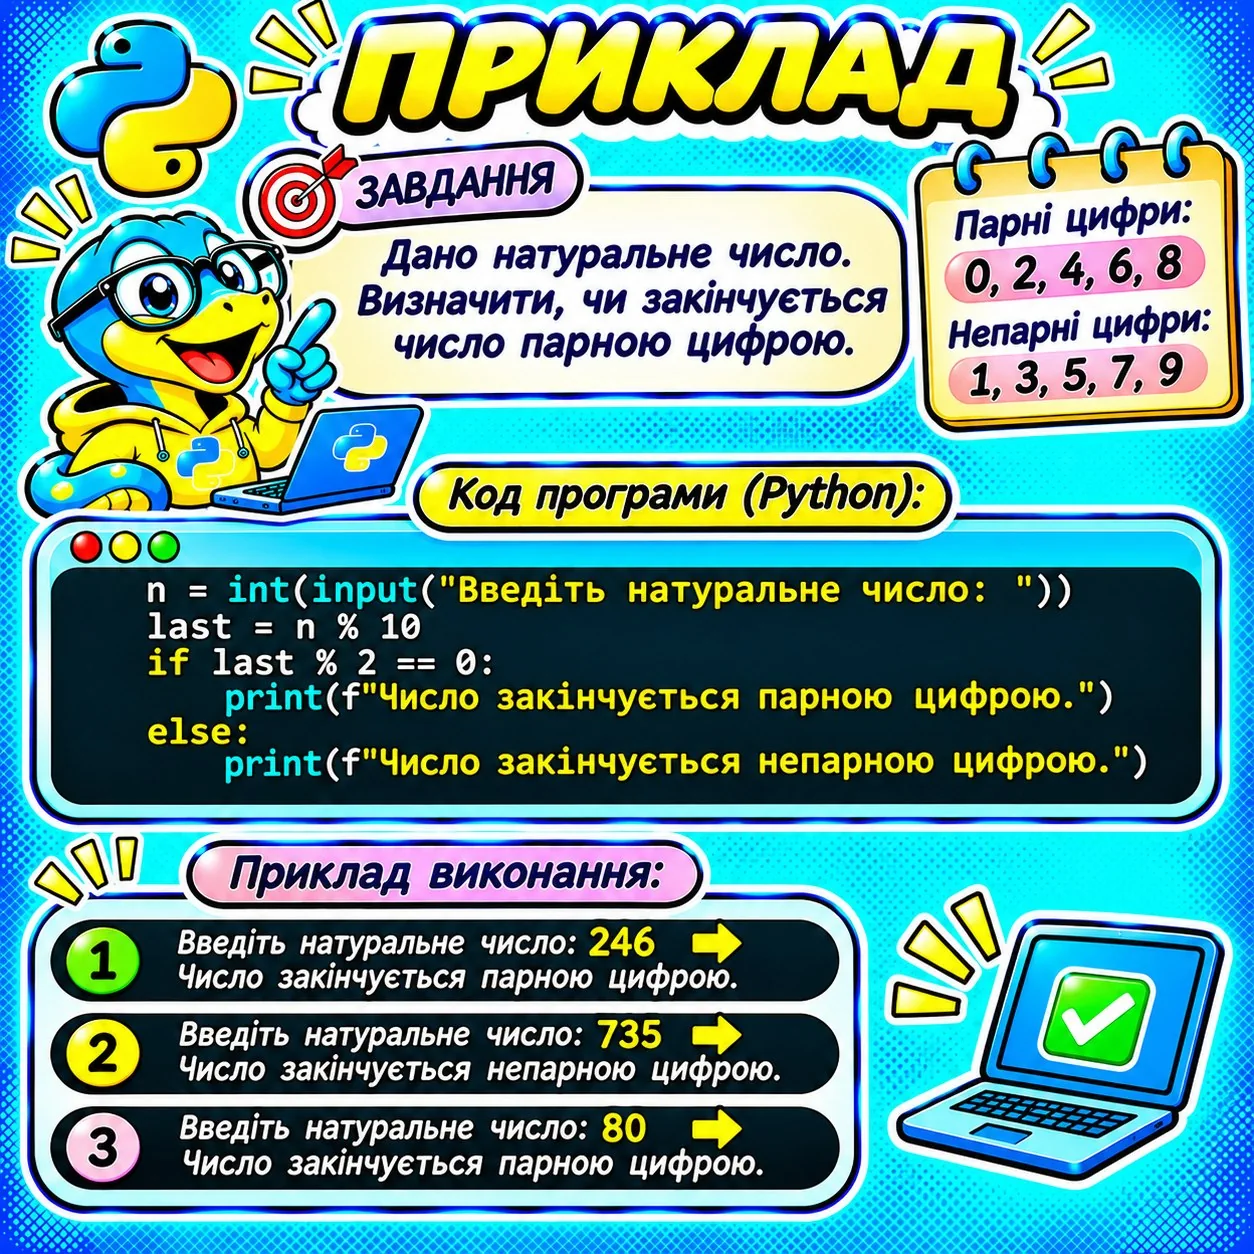 ПРИКЛАД
ЗАВДАННЯ
Дано натуральне число.
Визначити, чи закінчується
число парною цифрою.
Парні цифри:
0, 2, 4, 6, 8
Непарні цифри:
1, 3, 5, 7, 9
Код програми (Python):
n = int(input("Введіть натуральне число: "))
last = n % 10
if last % 2 == 0:
    print(f"Число закінчується парною цифрою.")
else:
    print(f"Число закінчується непарною цифрою.")
Приклад виконання:
1
Введіть натуральне число: 246
Число закінчується парною цифрою.
2
Введіть натуральне число: 735
Число закінчується непарною цифрою.
3
Введіть натуральне число: 80
Число закінчується парною цифрою.